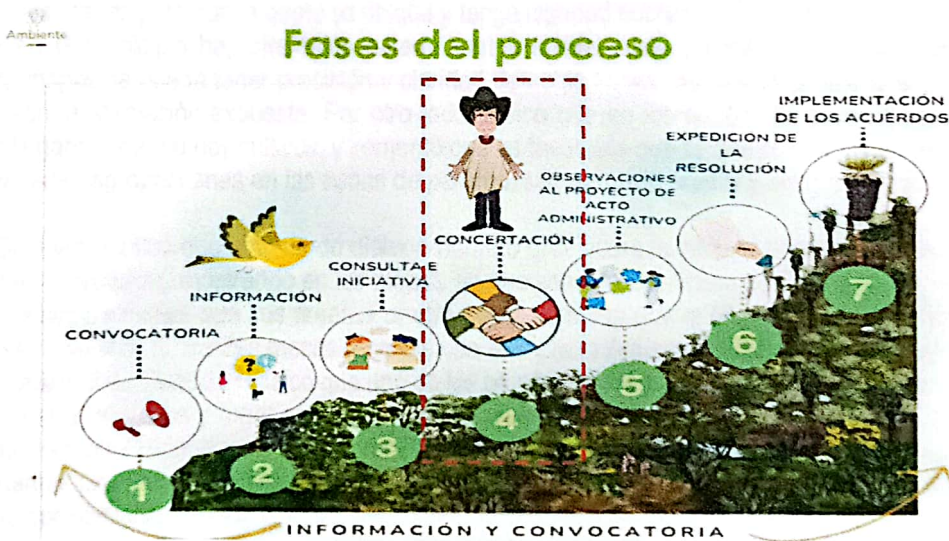 Ambiente
Fases del proceso
CONVOCATORIA
INFORMACIÓN
CONSULTA E
INICIATIVA
CONCERTACIÓN
OBSERVACIONES
AL PROYECTO DE
ACTO
ADMINISTRATIVO
EXPEDICION DE
LA
RESOLUCIÓN
IMPLEMENTACIÓN
DE LOS ACUERDOS
1
2
3
4
5
6
7
INFORMACIÓN Y CONVOCATORIA